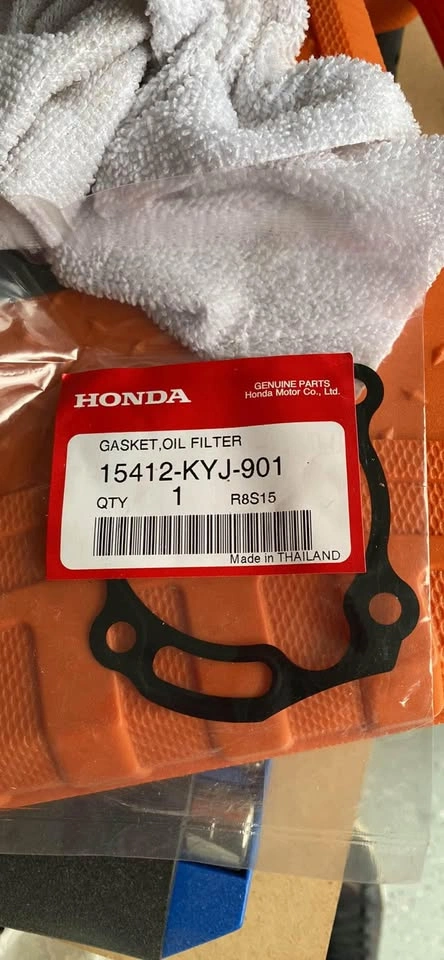 HONDA
GENUINE PARTS
Honda Motor Co., Ltd.
GASKET,OIL FILTER
15412-KYJ-901
QTY 1 R8S15
Made in THAILAND